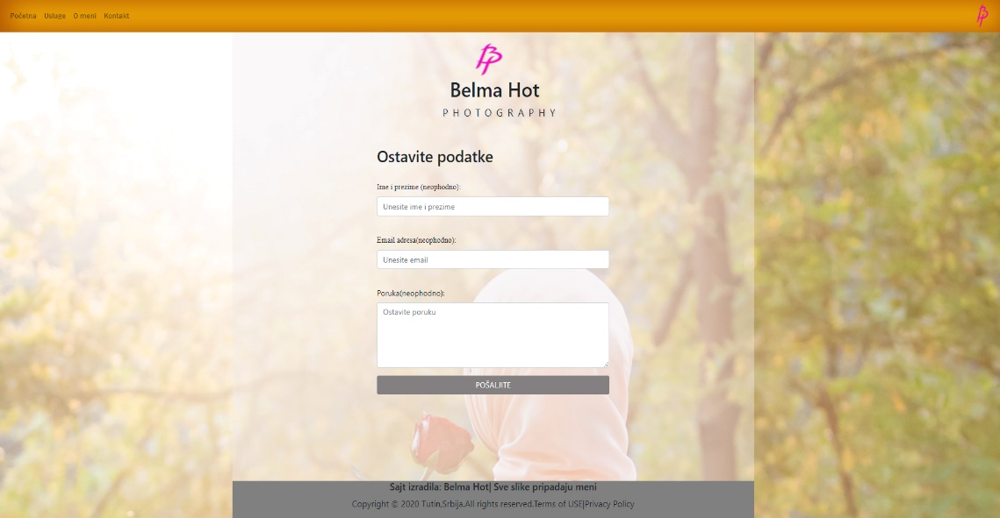 Početna Usluge O meni Kontakt
Belma Hot
PHOTOGRAPHY
Ostavite podatke
Ime i prezime (neophodno):
Unesite ime i prezime
Email adresa(neophodno):
Unesite email
Poruka(neophodno):
Ostavite poruku
POŠALJITE
Sajt izradila: Belma Hot| Sve slike pripadaju meni
Copyright © 2020 Tutin,Srbija.All rights reserved.Terms of USE|Privacy Policy